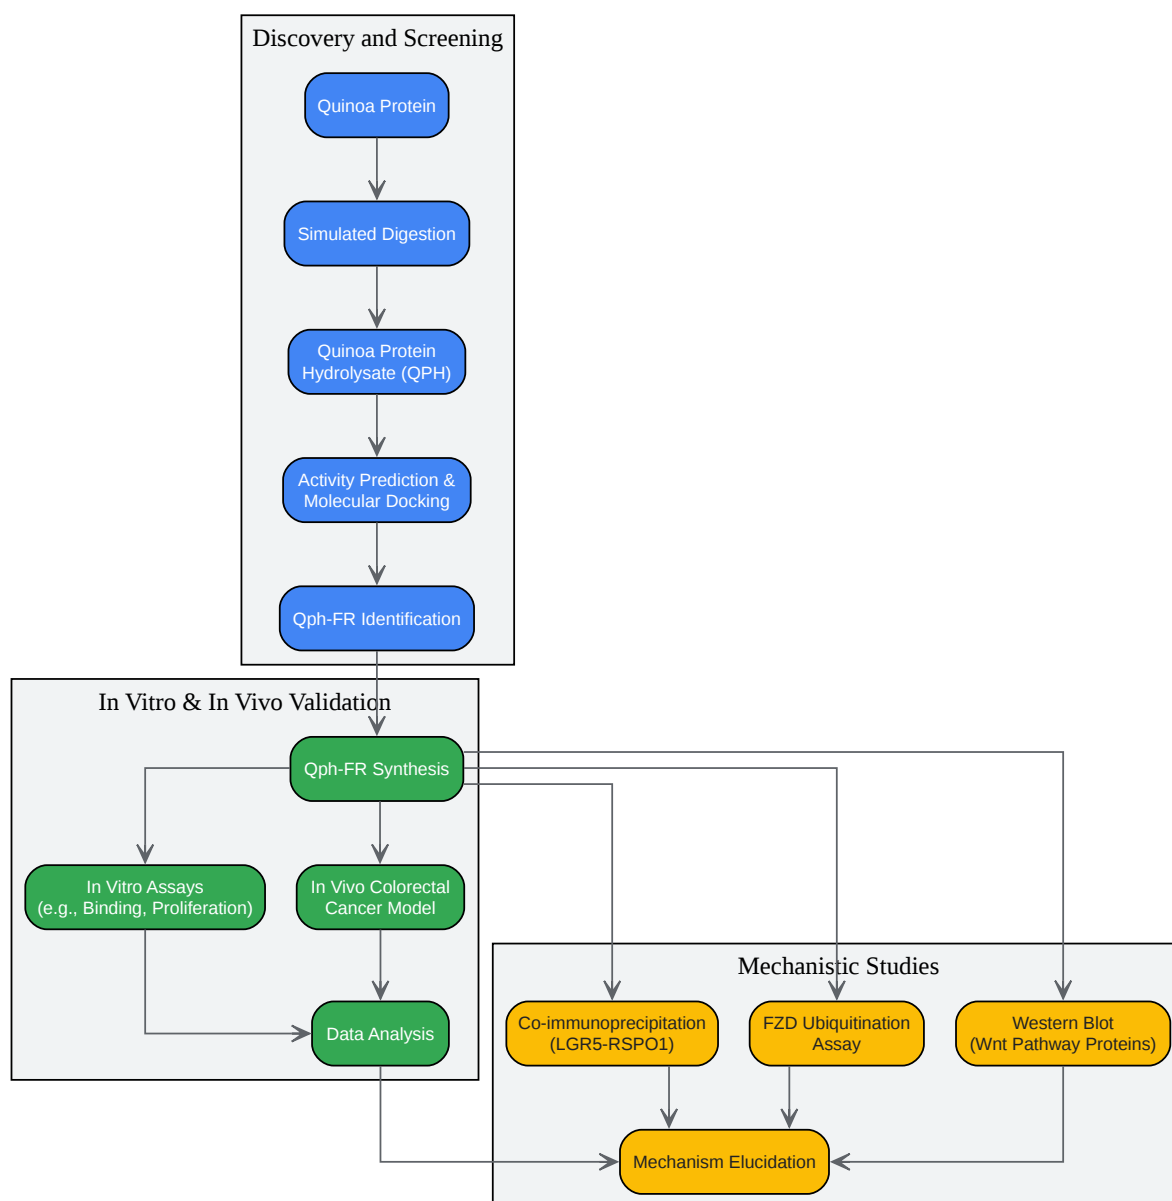 Discovery and Screening
Quinoa Protein
Simulated Digestion
Quinoa Protein
Hydrolysate (QPH)
Activity Prediction &
Molecular Docking
Qph-FR Identification
In Vitro & In Vivo Validation
Qph-FR Synthesis
In Vitro Assays
(e.g., Binding, Proliferation)
In Vivo Colorectal
Cancer Model
Data Analysis
Mechanistic Studies
Co-immunoprecipitation
(LGR5-RSPO1)
FZD Ubiquitination
Assay
Western Blot
(Wnt Pathway Proteins)
Mechanism Elucidation